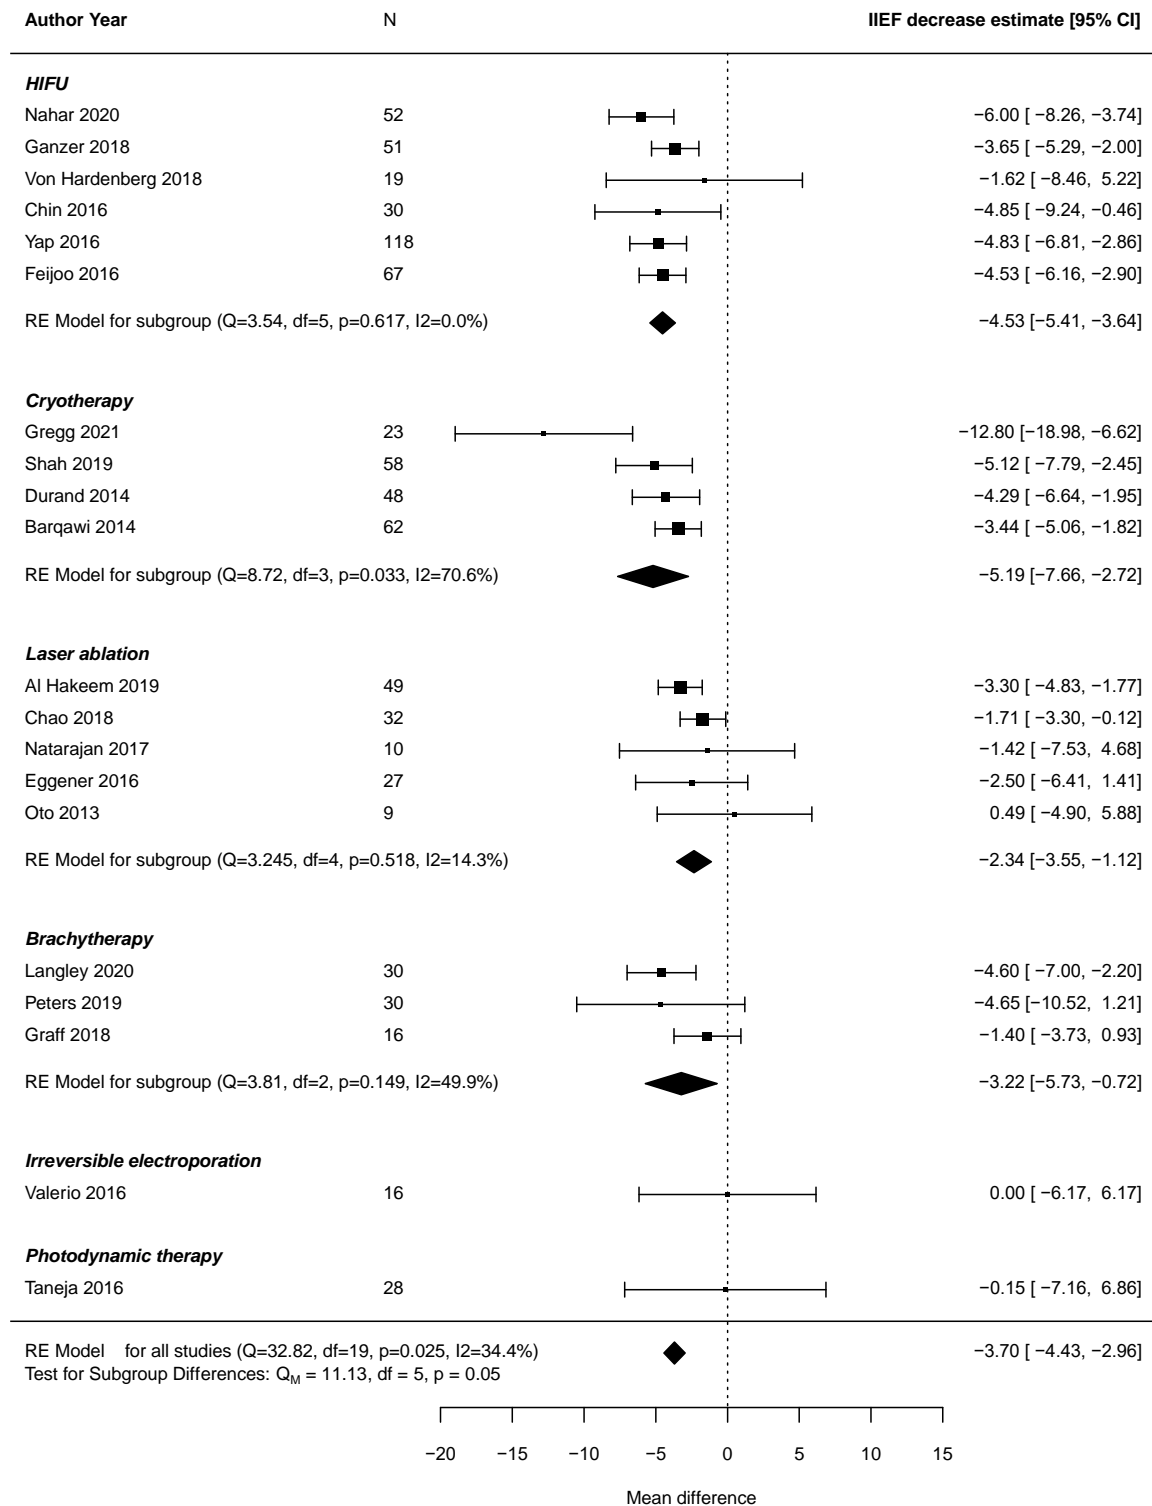 Author Year N IIEF decrease estimate [95% CI]
HIFU
Nahar 2020 52 −6.00 [ −8.26, −3.74]
Ganzer 2018 51 −3.65 [ −5.29, −2.00]
Von Hardenberg 2018 19 −1.62 [ −8.46, 5.22]
Chin 2016 30 −4.85 [ −9.24, −0.46]
Yap 2016 118 −4.83 [ −6.81, −2.86]
Feijoo 2016 67 −4.53 [ −6.16, −2.90]
RE Model for subgroup (Q=3.54, df=5, p=0.617, I2=0.0%) −4.53 [−5.41, −3.64]
Cryotherapy
Gregg 2021 23 −12.80 [−18.98, −6.62]
Shah 2019 58 −5.12 [ −7.79, −2.45]
Durand 2014 48 −4.29 [ −6.64, −1.95]
Barqawi 2014 62 −3.44 [ −5.06, −1.82]
RE Model for subgroup (Q=8.72, df=3, p=0.033, I2=70.6%) −5.19 [−7.66, −2.72]
Laser ablation
Al Hakeem 2019 49 −3.30 [ −4.83, −1.77]
Chao 2018 32 −1.71 [ −3.30, −0.12]
Natarajan 2017 10 −1.42 [ −7.53, 4.68]
Eggener 2016 27 −2.50 [ −6.41, 1.41]
Oto 2013 9 0.49 [ −4.90, 5.88]
RE Model for subgroup (Q=3.245, df=4, p=0.518, I2=14.3%) −2.34 [−3.55, −1.12]
Brachytherapy
Langley 2020 30 −4.60 [ −7.00, −2.20]
Peters 2019 30 −4.65 [−10.52, 1.21]
Graff 2018 16 −1.40 [ −3.73, 0.93]
RE Model for subgroup (Q=3.81, df=2, p=0.149, I2=49.9%) −3.22 [−5.73, −0.72]
Irreversible electroporation
Valerio 2016 16 0.00 [ −6.17, 6.17]
Photodynamic therapy
Taneja 2016 28 −0.15 [ −7.16, 6.86]
RE Model for all studies (Q=32.82, df=19, p=0.025, I2=34.4%) −3.70 [ −4.43, −2.96]
Test for Subgroup Differences: Q_M = 11.13, df = 5, p = 0.05
−20 −15 −10 −5 0 5 10 15
Mean difference